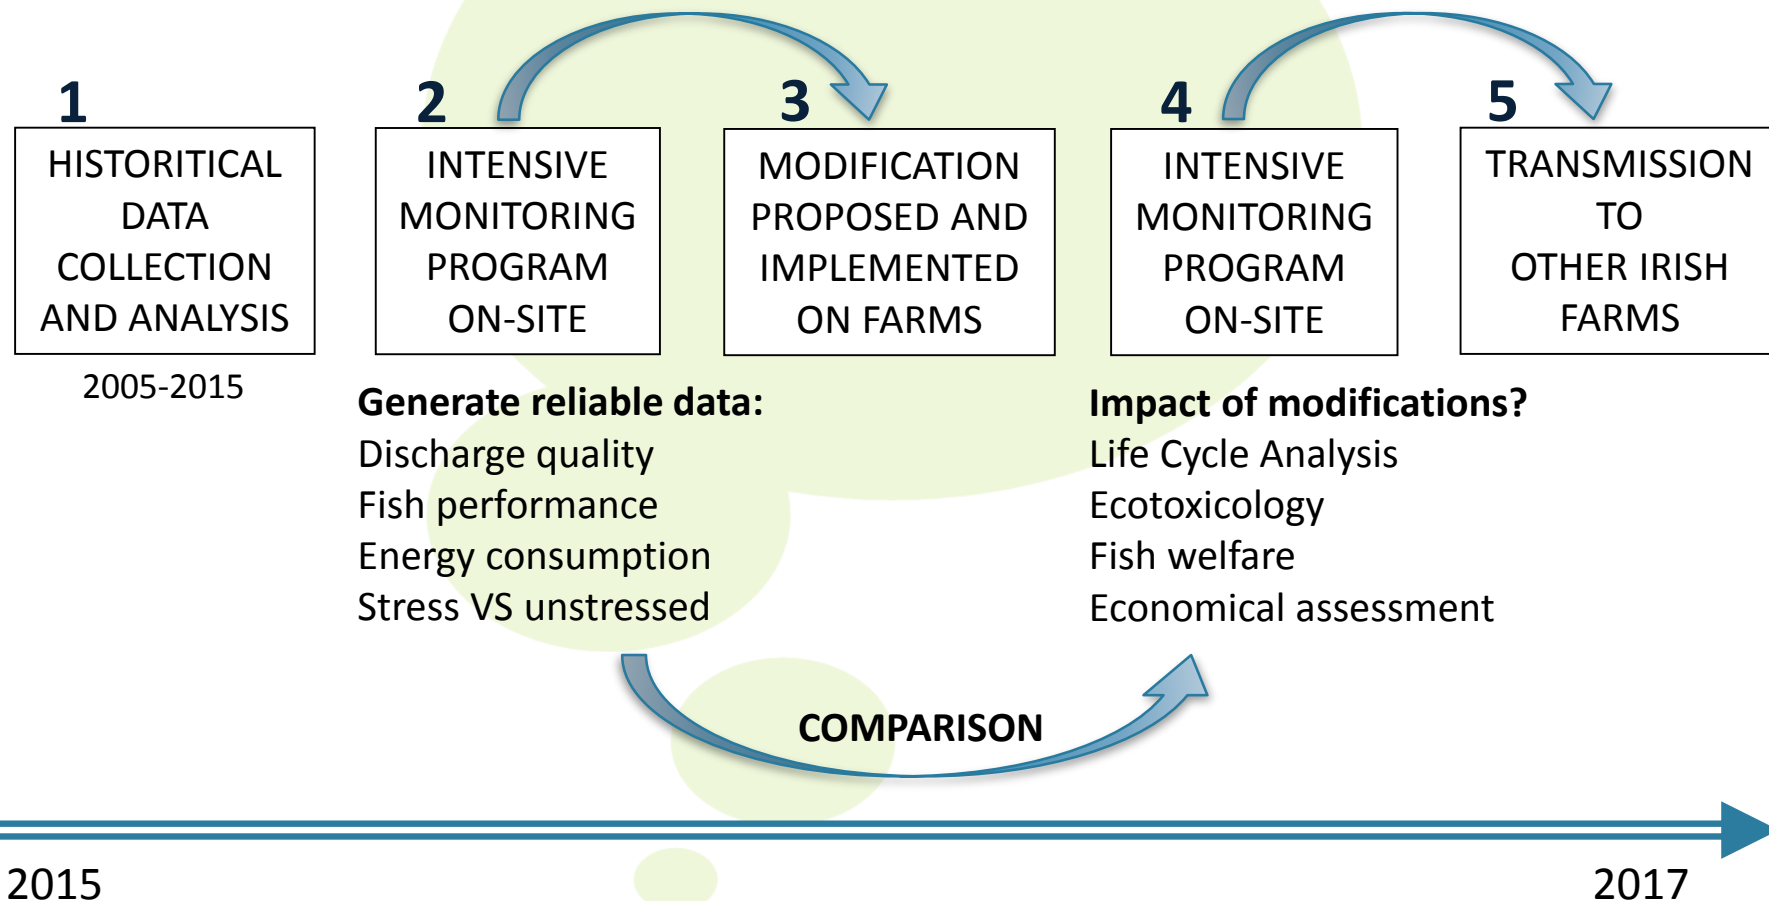 1
HISTORITICAL
DATA
COLLECTION
AND ANALYSIS
2005-2015
2
INTENSIVE
MONITORING
PROGRAM
ON-SITE
Generate reliable data:
Discharge quality
Fish performance
Energy consumption
Stress VS unstressed
3
MODIFICATION
PROPOSED AND
IMPLEMENTED
ON FARMS
4
INTENSIVE
MONITORING
PROGRAM
ON-SITE
Impact of modifications?
Life Cycle Analysis
Ecotoxicology
Fish welfare
Economical assessment
5
TRANSMISSION
TO
OTHER IRISH
FARMS
COMPARISON
2015
2017